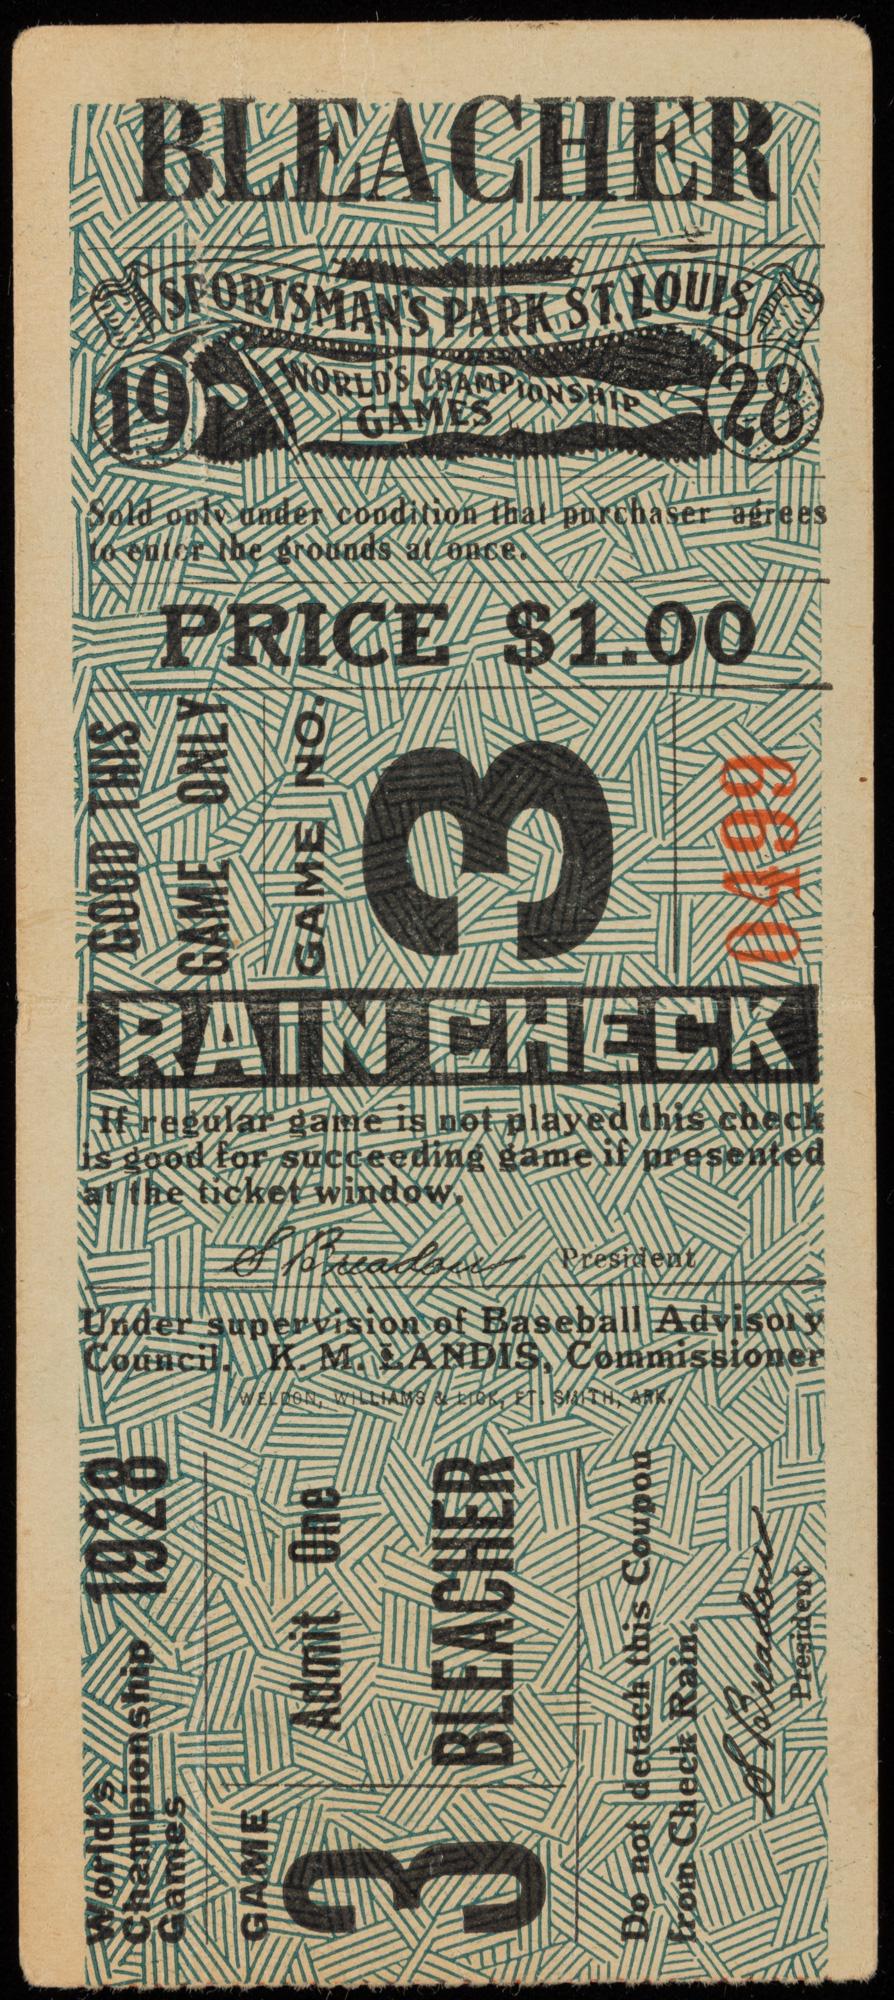 BLEACHER
SPORTSMAN'S PARK ST. LOUIS
19 WORLD'S CHAMPIONSHIP 28
GAMES
Sold only under condition that purchaser agrees
to enter the grounds at once.
PRICE $1.00
GOOD THIS
GAME ONLY
GAME NO.
3
0499
RAIN CHECK
If regular game is not played this check
is good for succeeding game if presented
at the ticket window.
S Breadon President
Under supervision of Baseball Advisory
Council. K. M. LANDIS, Commissioner
WELDON, WILLIAMS & LICK, FT. SMITH, ARK.
World's 1928
Championship
Games
GAME
3
Admit One
BLEACHER
Do not detach this Coupon
from Check Rain.
S Breadon
President